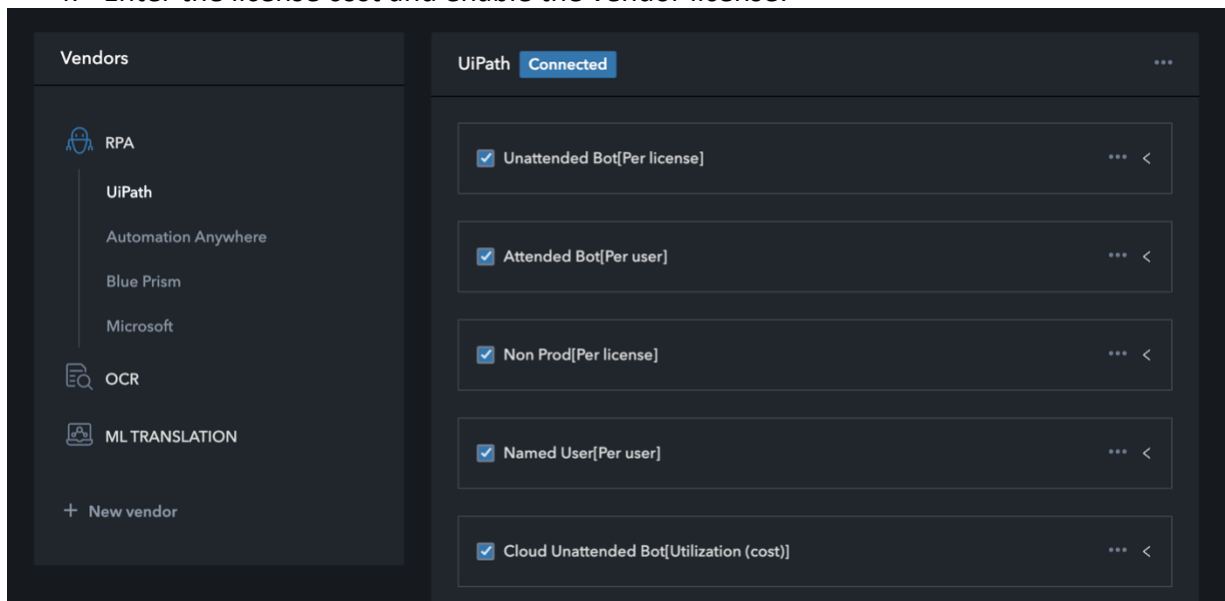 Enter the license cost and enable the vendor license.
Vendors
RPA
UiPath
Automation Anywhere
Blue Prism
Microsoft
OCR
ML TRANSLATION
+ New vendor
UiPath Connected
Unattended Bot[Per license]
Attended Bot[Per user]
Non Prod[Per license]
Named User[Per user]
Cloud Unattended Bot[Utilization (cost)]